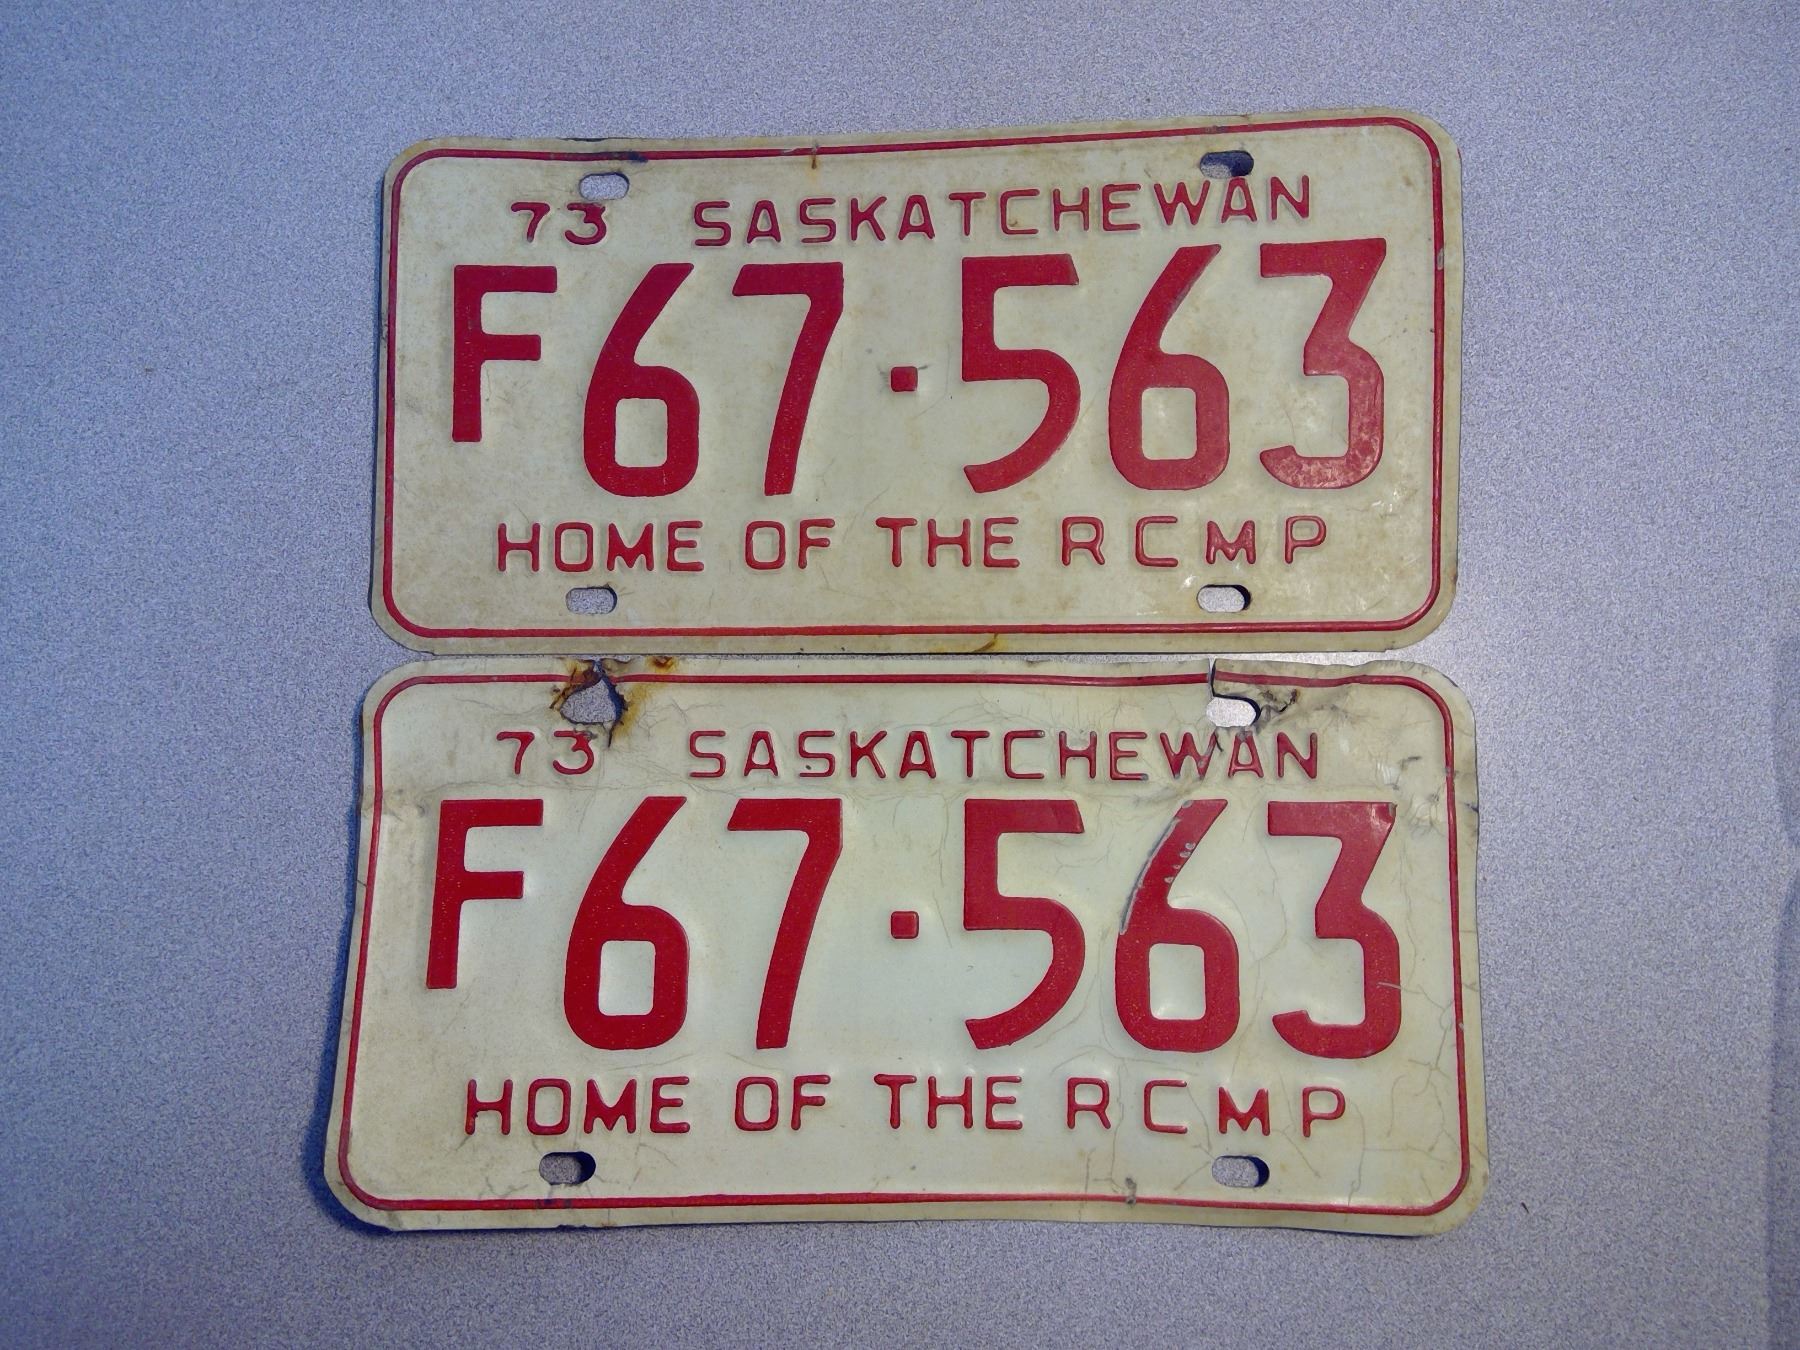 73 SASKATCHEWAN
F67·563
HOME OF THE RCMP
73 SASKATCHEWAN
F67·563
HOME OF THE RCMP